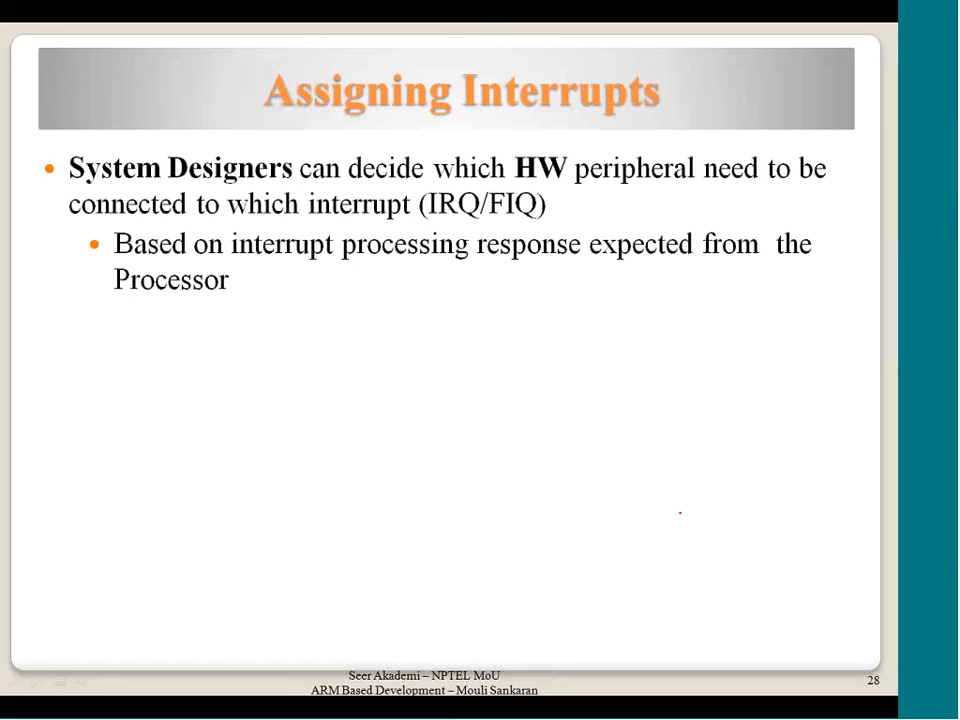 Assigning Interrupts
System Designers can decide which HW peripheral need to be
connected to which interrupt (IRQ/FIQ)
Based on interrupt processing response expected from the
Processor
Seer Akademi – NPTEL MoU
ARM Based Development – Mouli Sankaran
28